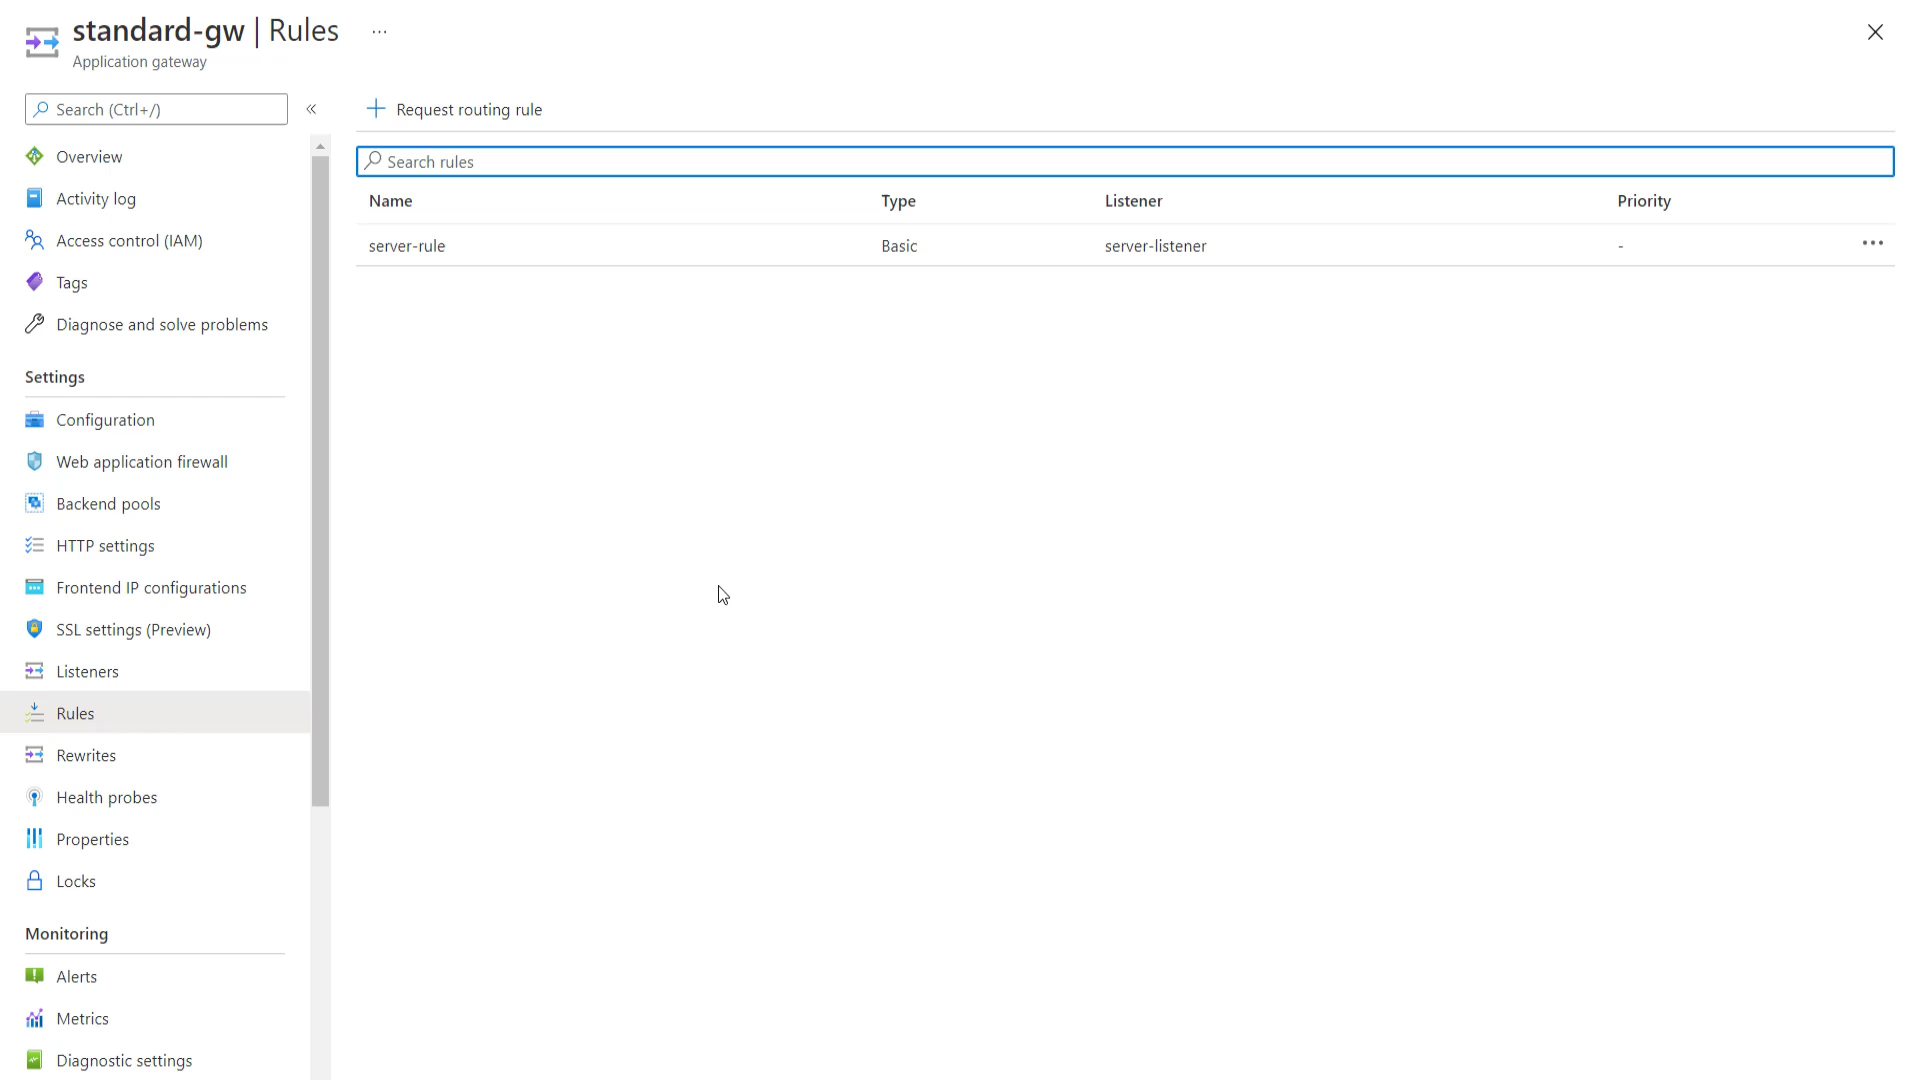 standard-gw | Rules ...
Application gateway
Search (Ctrl+/)
«
Request routing rule
Overview
Activity log
Access control (IAM)
Tags
Diagnose and solve problems
Settings
Configuration
Web application firewall
Backend pools
HTTP settings
Frontend IP configurations
SSL settings (Preview)
Listeners
Rules
Rewrites
Health probes
Properties
Locks
Monitoring
Alerts
Metrics
Diagnostic settings
Search rules
Name Type Listener Priority
server-rule Basic server-listener - ...